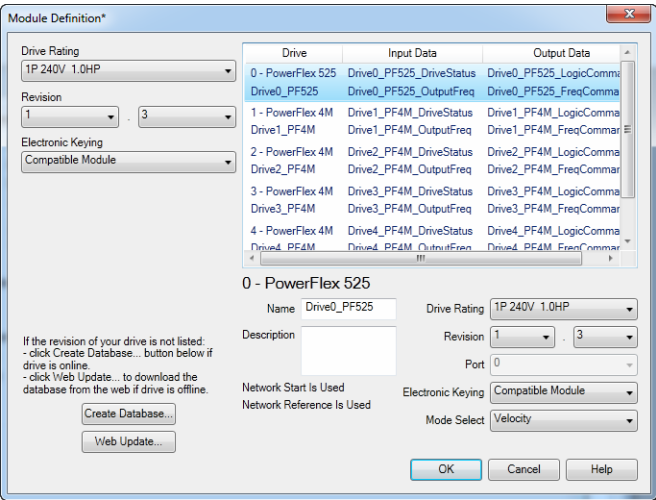 Module Definition*
Drive Rating
1P 240V 1.0HP
Revision
1 . 3
Electronic Keying
Compatible Module
Drive Input Data Output Data
0 - PowerFlex 525 Drive0_PF525_DriveStatus Drive0_PF525_LogicComma
Drive0_PF525 Drive0_PF525_OutputFreq Drive0_PF525_FreqComma
1 - PowerFlex 4M Drive1_PF4M_DriveStatus Drive1_PF4M_LogicComma
Drive1_PF4M Drive1_PF4M_OutputFreq Drive1_PF4M_FreqCommar
2 - PowerFlex 4M Drive2_PF4M_DriveStatus Drive2_PF4M_LogicComma
Drive2_PF4M Drive2_PF4M_OutputFreq Drive2_PF4M_FreqCommar
3 - PowerFlex 4M Drive3_PF4M_DriveStatus Drive3_PF4M_LogicComma
Drive3_PF4M Drive3_PF4M_OutputFreq Drive3_PF4M_FreqCommar
4 - PowerFlex 4M Drive4_PF4M_DriveStatus Drive4_PF4M_LogicComma
Drive4_PF4M Drive4_PF4M_OutputFreq Drive4_PF4M_FreqCommar
0 - PowerFlex 525
Name Drive0_PF525
Description
Network Start Is Used
Network Reference Is Used
Drive Rating 1P 240V 1.0HP
Revision 1 . 3
Port 0
Electronic Keying Compatible Module
Mode Select Velocity
If the revision of your drive is not listed:
- click Create Database... button below if
drive is online.
- click Web Update... to download the
database from the web if drive is offline.
Create Database...
Web Update...
OK Cancel Help